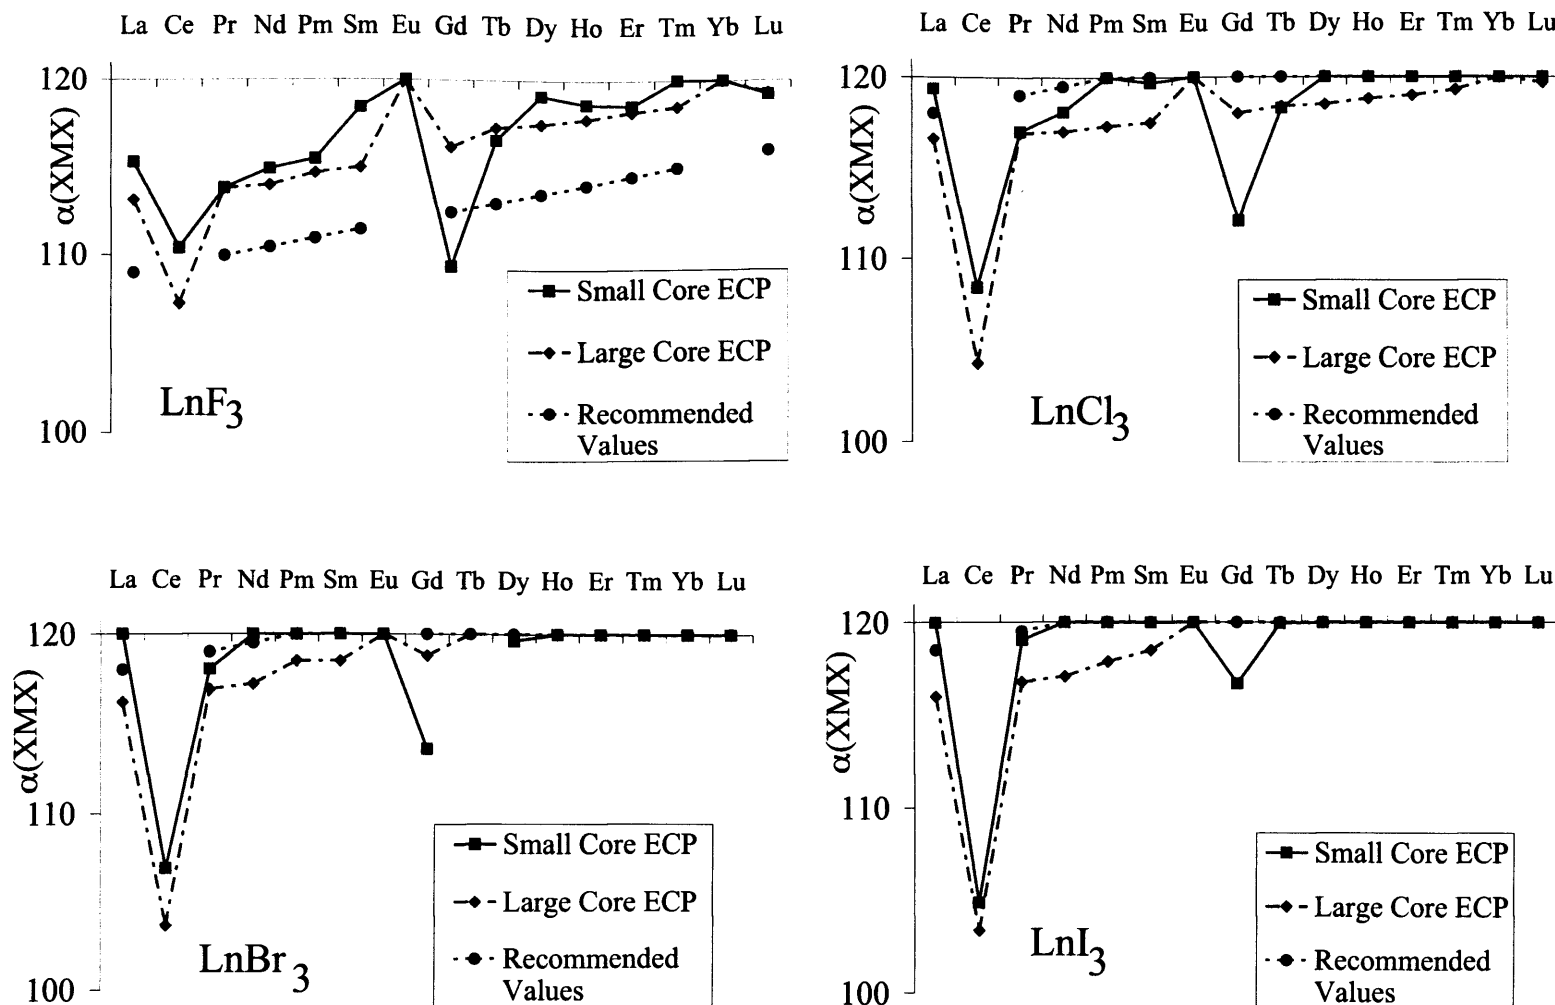 La Ce Pr Nd Pm Sm Eu Gd Tb Dy Ho Er Tm Yb Lu
120
110
100
α(XMX)
LnF3
Small Core ECP
Large Core ECP
Recommended
Values
La Ce Pr Nd Pm Sm Eu Gd Tb Dy Ho Er Tm Yb Lu
120
110
100
α(XMX)
LnCl3
Small Core ECP
Large Core ECP
Recommended
Values
La Ce Pr Nd Pm Sm Eu Gd Tb Dy Ho Er Tm Yb Lu
120
110
100
α(XMX)
LnBr3
Small Core ECP
Large Core ECP
Recommended
Values
La Ce Pr Nd Pm Sm Eu Gd Tb Dy Ho Er Tm Yb Lu
120
110
100
α(XMX)
LnI3
Small Core ECP
Large Core ECP
Recommended
Values